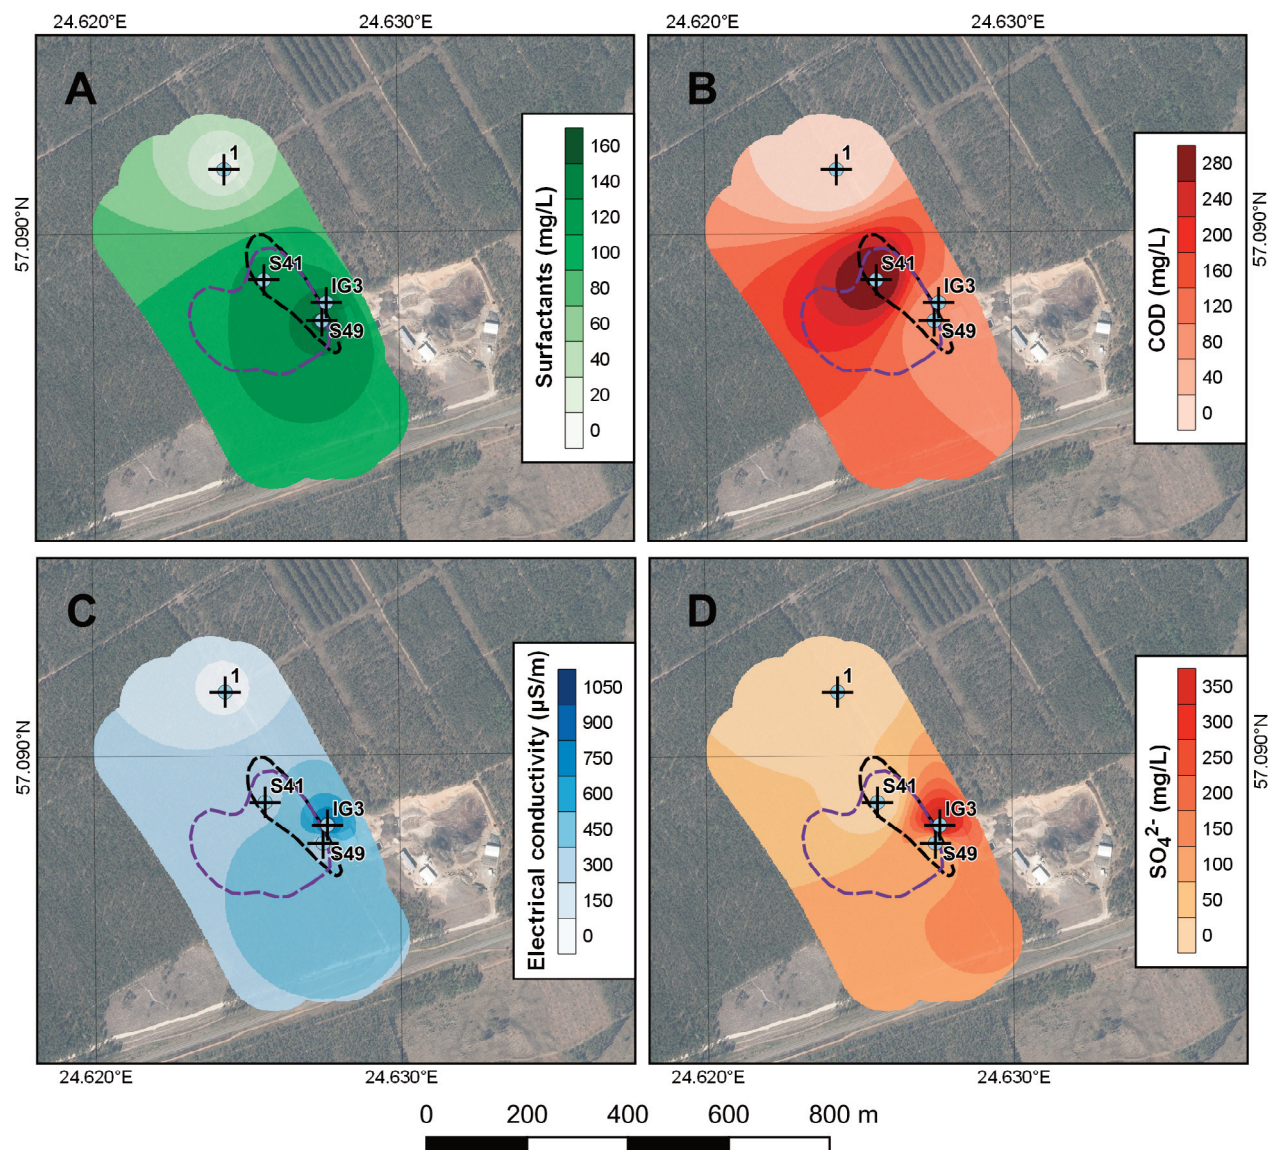 24.620°E 24.630°E 24.620°E 24.630°E
A
1
S41
IG3
S49
57.090°N
Surfactants (mg/L)
160
140
120
100
80
60
40
20
0
B
1
S41
IG3
S49
57.090°N
COD (mg/L)
280
240
200
160
120
80
40
0
C
1
S41
IG3
S49
57.090°N
Electrical conductivity (µS/m)
1050
900
750
600
450
300
150
0
D
1
S41
IG3
S49
57.090°N
SO₄²⁻ (mg/L)
350
300
250
200
150
100
50
0
24.620°E 24.630°E 24.620°E 24.630°E
0 200 400 600 800 m